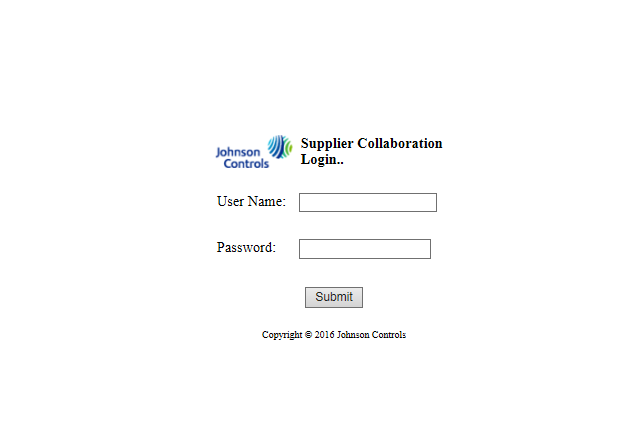 Johnson
Controls
Supplier Collaboration
Login..
User Name:
Password:
Submit
Copyright © 2016 Johnson Controls